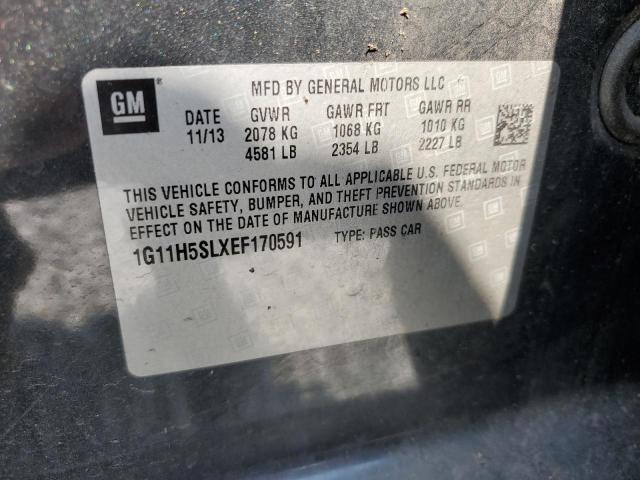 GM
MFD BY GENERAL MOTORS LLC
DATE GVWR GAWR FRT GAWR RR
11/13 2078 KG 1068 KG 1010 KG
4581 LB 2354 LB 2227 LB
THIS VEHICLE CONFORMS TO ALL APPLICABLE U.S. FEDERAL MOTOR
VEHICLE SAFETY, BUMPER, AND THEFT PREVENTION STANDARDS IN
EFFECT ON THE DATE OF MANUFACTURE SHOWN ABOVE.
1G11H5SLXEF170591 TYPE: PASS CAR